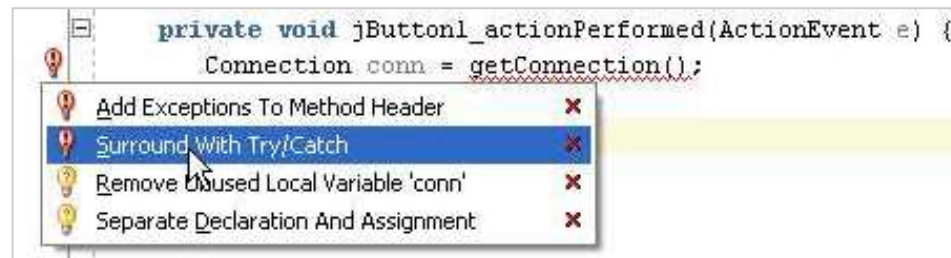 private void jButton1_actionPerformed(ActionEvent e) {
Connection conn = getConnection();
Add Exceptions To Method Header
Surround With Try/Catch
Remove Unused Local Variable 'conn'
Separate Declaration And Assignment